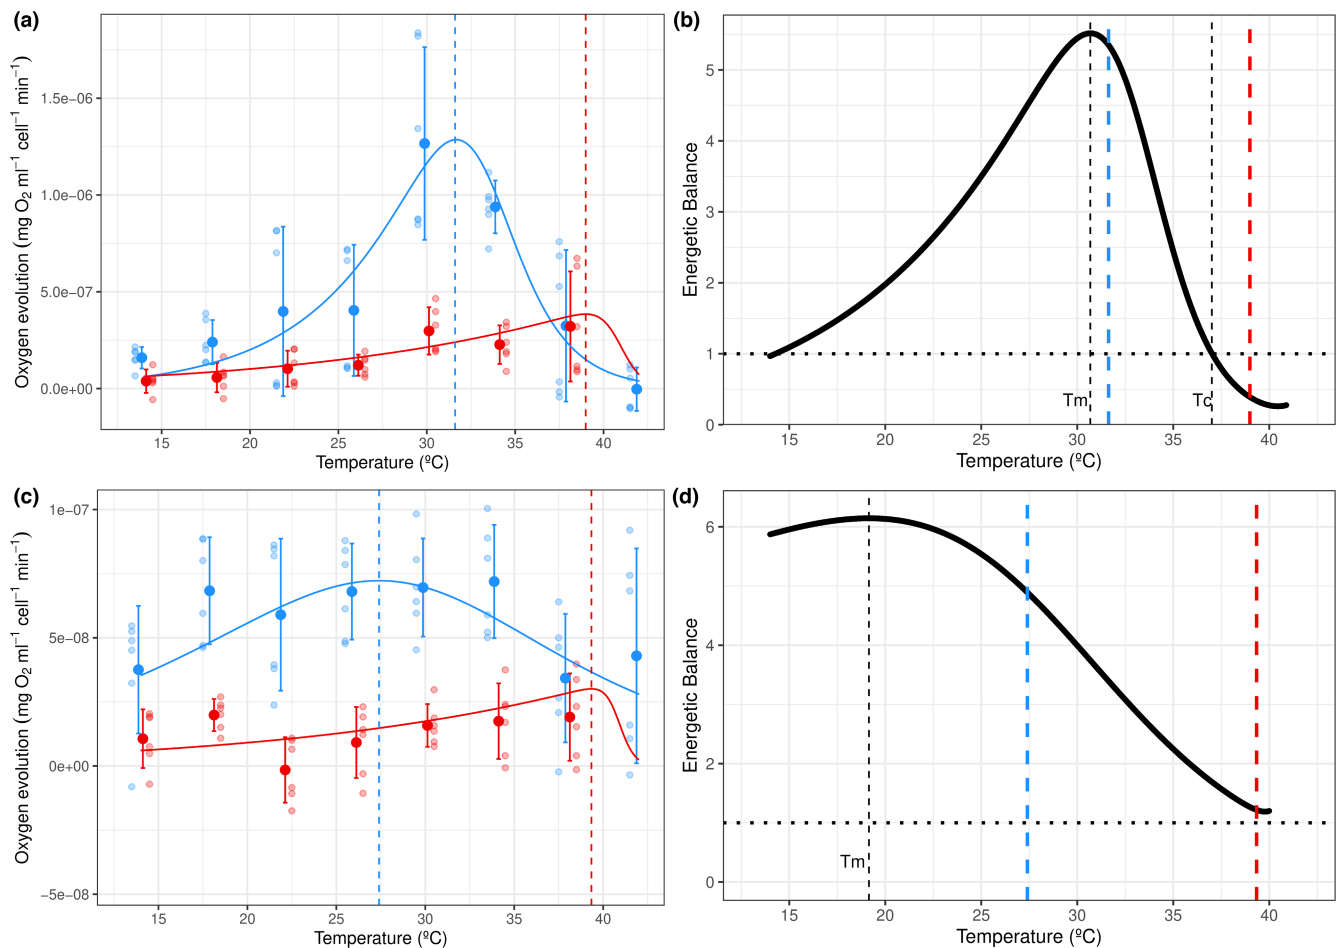 (a)
Oxygen evolution (mg O₂ ml⁻¹ cell⁻¹ min⁻¹)
1.5e−06
1.0e−06
5.0e−07
0.0e+00
15 20 25 30 35 40
Temperature (ºC)
(b)
Energetic Balance
5
4
3
2
1
0
Tm
Tc
15 20 25 30 35 40
Temperature (ºC)
(c)
Oxygen evolution (mg O₂ ml⁻¹ cell⁻¹ min⁻¹)
1e−07
5e−08
0e+00
−5e−08
15 20 25 30 35 40
Temperature (ºC)
(d)
Energetic Balance
6
4
2
0
Tm
15 20 25 30 35 40
Temperature (ºC)